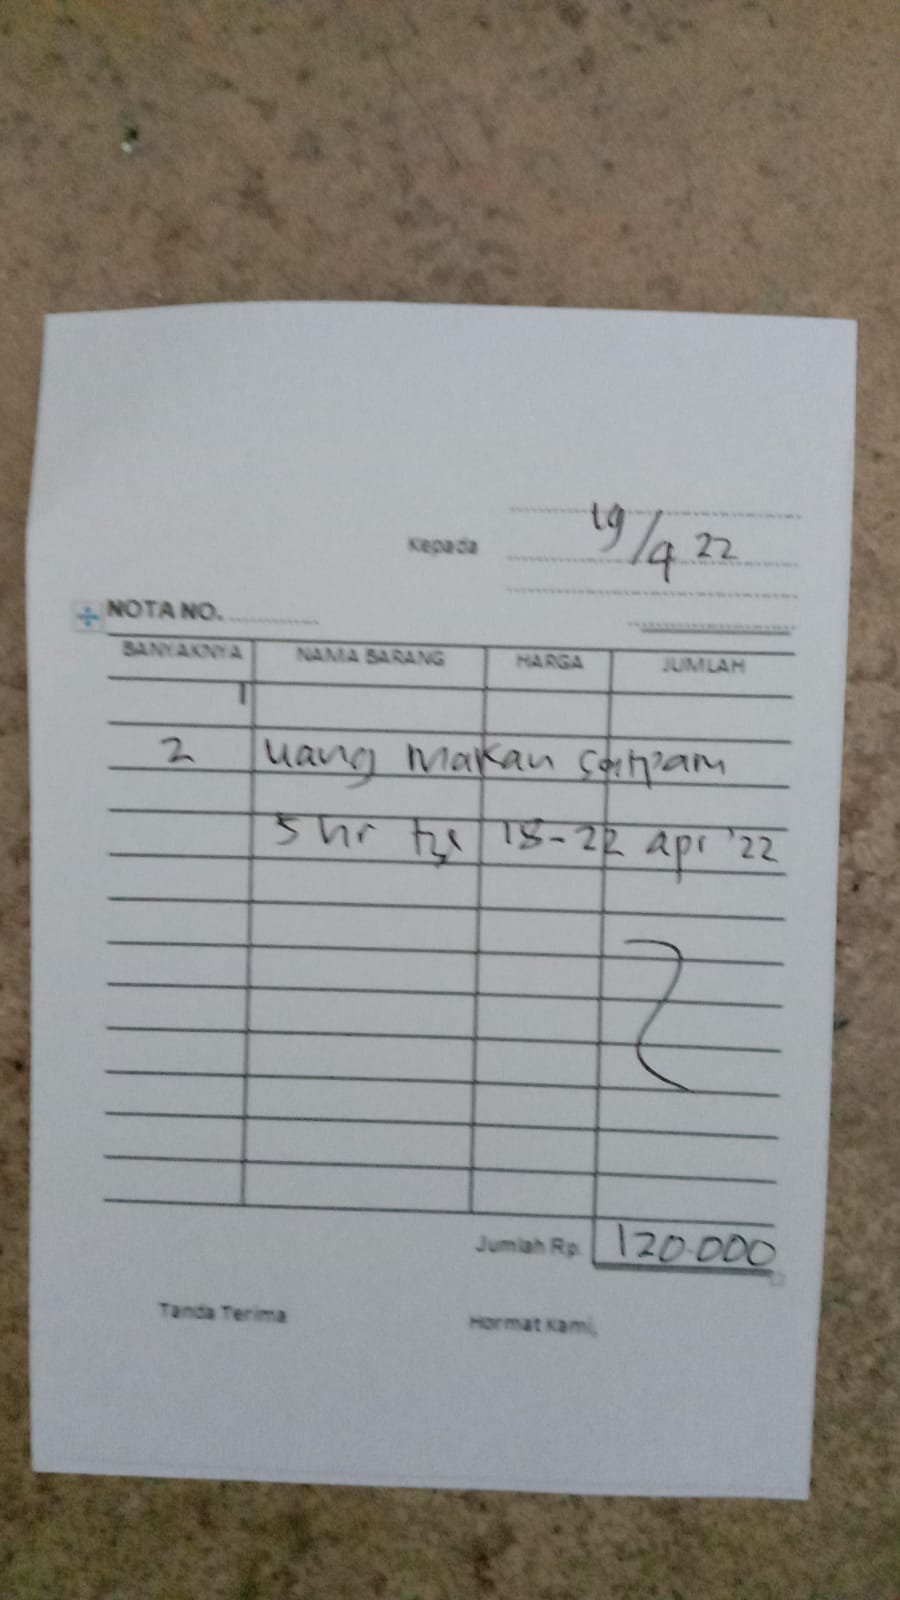 19/4 22
Kepada
NOTA NO.
BANYAKNYA NAMA BARANG HARGA JUMLAH
2 uang makan satpam
5 hr tgl 18-22 apr '22
Jumlah Rp. 120.000
Tanda Terima Hormat Kami,